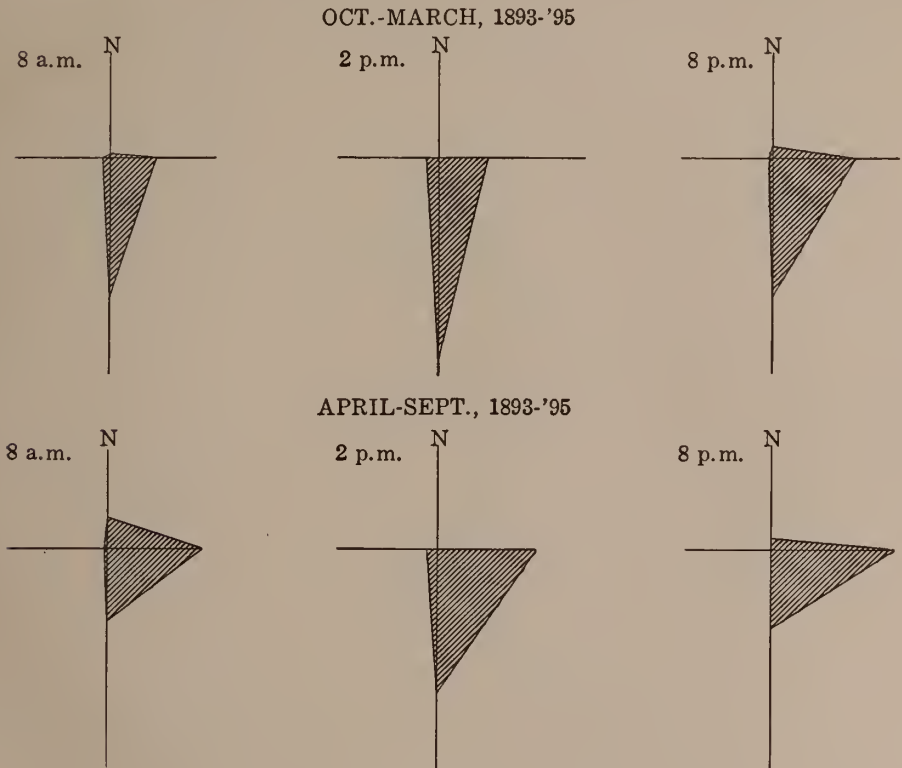 OCT.-MARCH, 1893-'95
8 a.m. N 2 p.m. N 8 p.m. N
APRIL-SEPT., 1893-'95
8 a.m. N 2 p.m. N 8 p.m. N